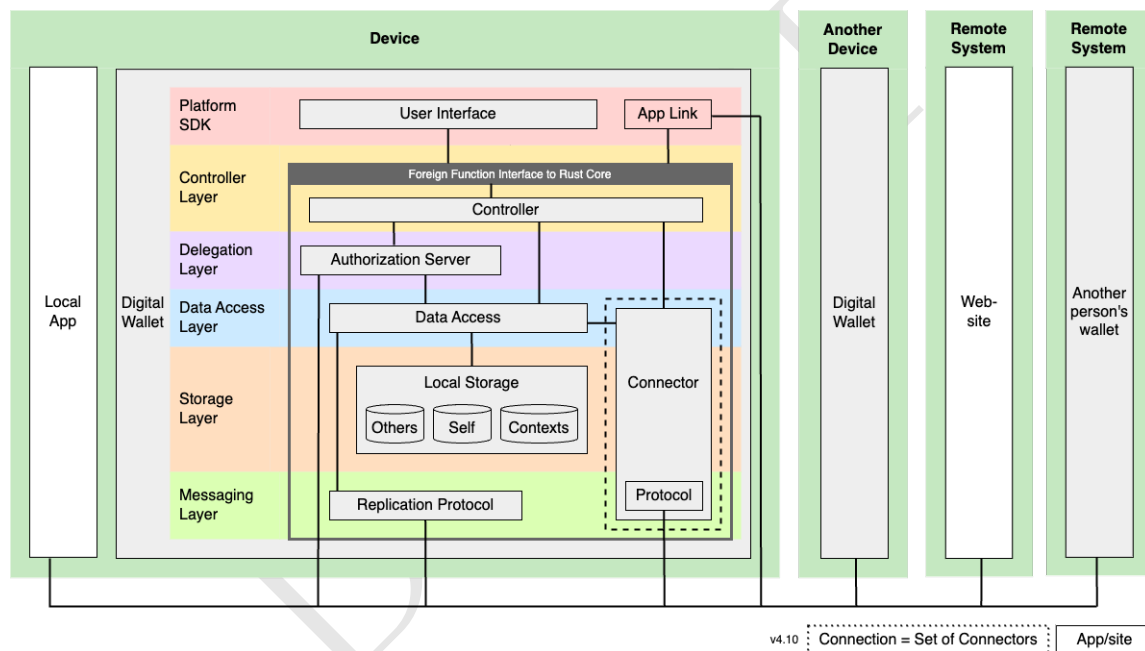 Device
Another
Device
Remote
System
Remote
System
Platform
SDK
User Interface
App Link
Foreign Function Interface to Rust Core
Controller
Layer
Controller
Delegation
Layer
Authorization Server
Local
App
Digital
Wallet
Data Access
Layer
Data Access
Digital
Wallet
Web-
site
Another
person's
wallet
Storage
Layer
Local Storage
Others
Self
Contexts
Connector
Messaging
Layer
Replication Protocol
Protocol
v4.10
Connection = Set of Connectors
App/site